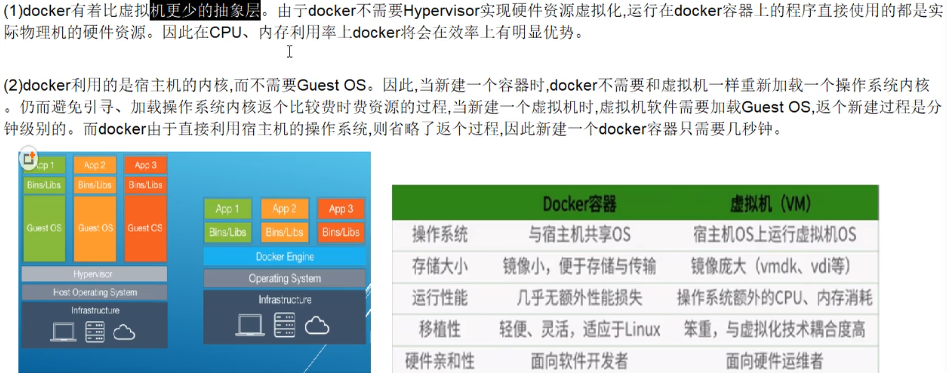 (1)docker有着比虚拟机更少的抽象层。由亍docker不需要Hypervisor实现硬件资源虚拟化,运行在docker容器上的程序直接使用的都是实
际物理机的硬件资源。因此在CPU、内存利用率上docker将会在效率上有明显优势。
(2)docker利用的是宿主机的内核,而不需要Guest OS。因此,当新建一个容器时,docker不需要和虚拟机一样重新加载一个操作系统内核
。仍而避免引寻、加载操作系统内核返个比较费时费资源的过程,当新建一个虚拟机时,虚拟机软件需要加载Guest OS,返个新建过程是分
钟级别的。而docker由于直接利用宿主机的操作系统,则省略了返个过程,因此新建一个docker容器只需要几秒钟。
App 1 App 2 App 3
Bins/Libs Bins/Libs Bins/Libs
Guest OS Guest OS Guest OS
Hypervisor
Host Operating System
Infrastructure
App 1 App 2 App 3
Bins/Libs Bins/Libs Bins/Libs
Docker Engine
Operating System
Infrastructure
Docker容器 虚拟机（VM）
操作系统 与宿主机共享OS 宿主机OS上运行虚拟机OS
存储大小 镜像小，便于存储与传输 镜像庞大（vmdk、vdi等）
运行性能 几乎无额外性能损失 操作系统额外的CPU、内存消耗
移植性 轻便、灵活，适应于Linux 笨重，与虚拟化技术耦合度高
硬件亲和性 面向软件开发者 面向硬件运维者